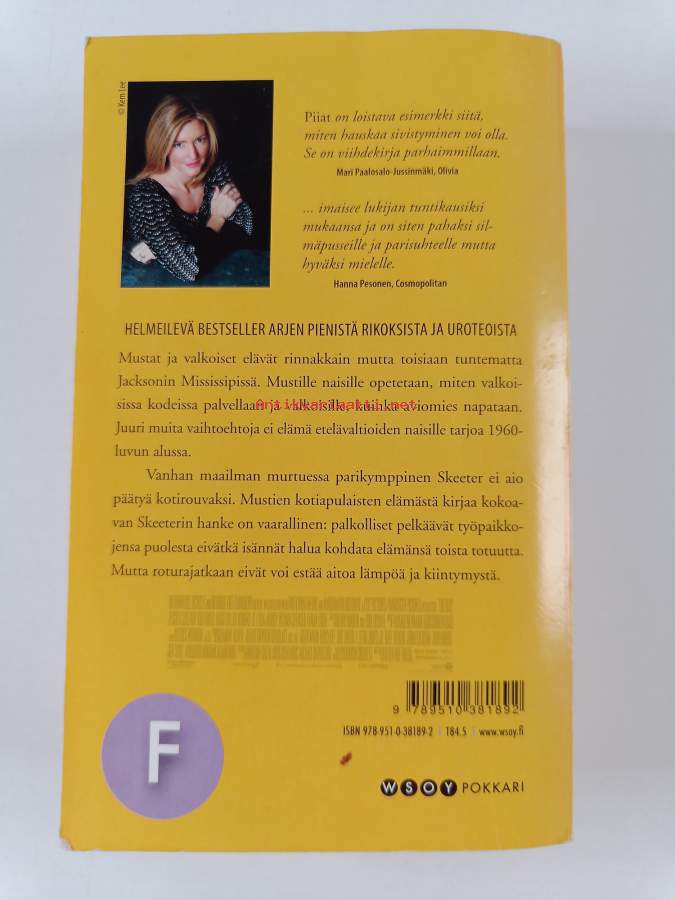 © Kem Lee
Piiat on loistava esimerkki siitä,
miten hauskaa sivistyminen voi olla.
Se on viihdekirja parhaimmillaan.
Mari Paalosalo-Jussinmäki, Olivia
... imaisee lukijan tuntikausiksi
mukaansa ja on siten pahaksi sil-
mäpusseille ja parisuhteelle mutta
hyväksi mielelle.
Hanna Pesonen, Cosmopolitan
HELMEILEVÄ BESTSELLER ARJEN PIENISTÄ RIKOKSISTA JA UROTEOISTA
Mustat ja valkoiset elävät rinnakkain mutta toisiaan tuntematta
Jacksonin Mississipissä. Mustille naisille opetetaan, miten valkoi-
sissa kodeissa palvellaan ja valkoisille, kuinka aviomies napataan.
Antiikkilaatikko.net
Juuri muita vaihtoehtoja ei elämä etelävaltioiden naisille tarjoa 1960-
luvun alussa.
Vanhan maailman murtuessa parikymppinen Skeeter ei aio
päätyä kotirouvaksi. Mustien kotiapulaisten elämästä kirjaa kokoa-
van Skeeterin hanke on vaarallinen: palkolliset pelkäävät työpaikko-
jensa puolesta eivätkä isännät halua kohdata elämänsä toista totuutta.
Mutta roturajatkaan eivät voi estää aitoa lämpöä ja kiintymystä.
9 789510 381892
ISBN 978-951-0-38189-2 | T84.5 | www.wsoy.fi
F
WSOY POKKARI